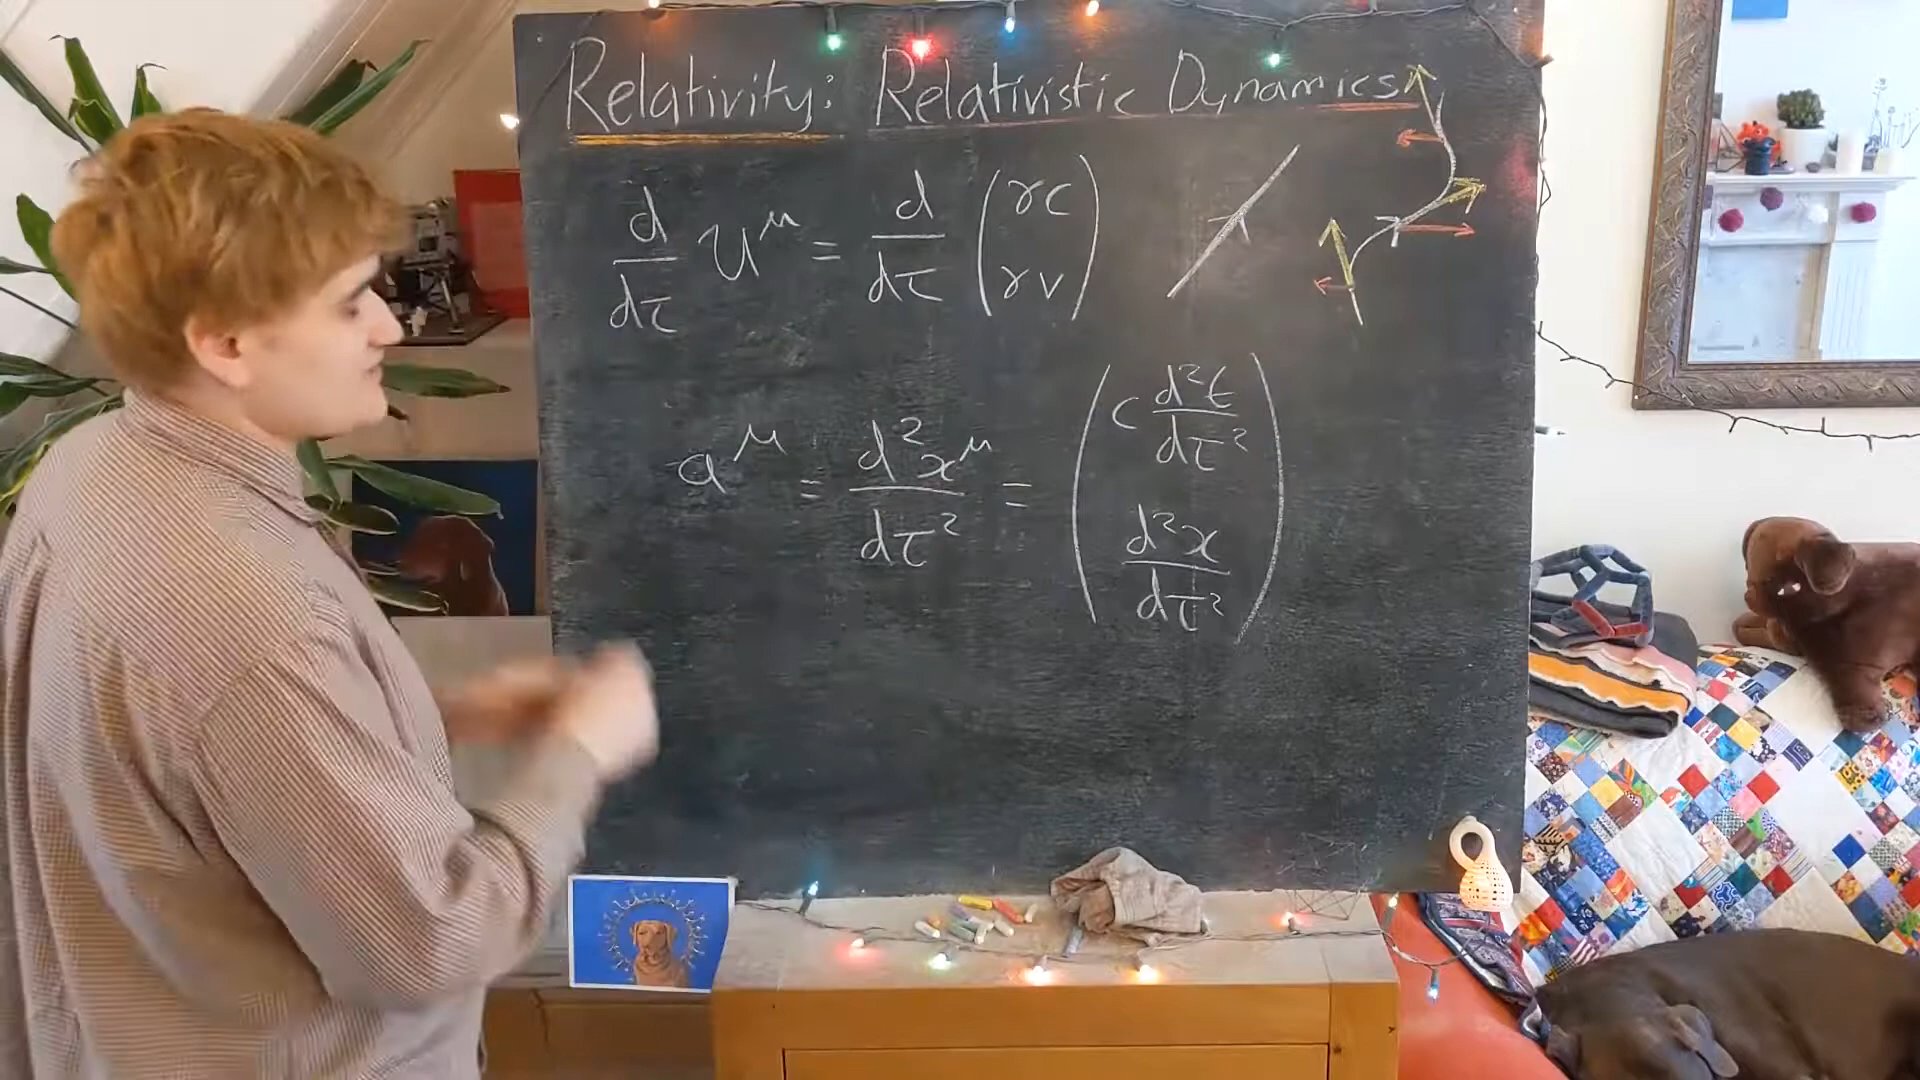 Relativity: Relativistic Dynamics
d/dτ U^μ = d/dτ (γc γv)
a^μ = d²x^μ/dτ² = (c d²t/dτ² d²x/dτ²)